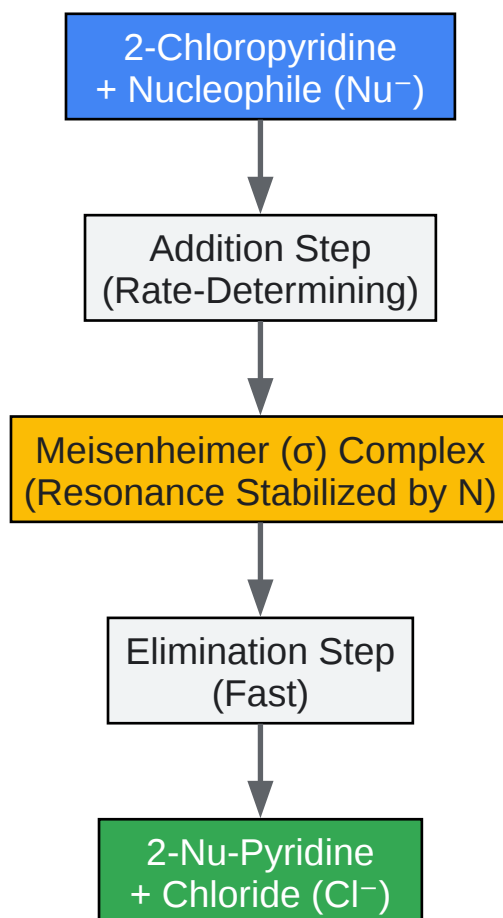 2-Chloropyridine
+ Nucleophile (Nu⁻)
Addition Step
(Rate-Determining)
Meisenheimer (σ) Complex
(Resonance Stabilized by N)
Elimination Step
(Fast)
2-Nu-Pyridine
+ Chloride (Cl⁻)